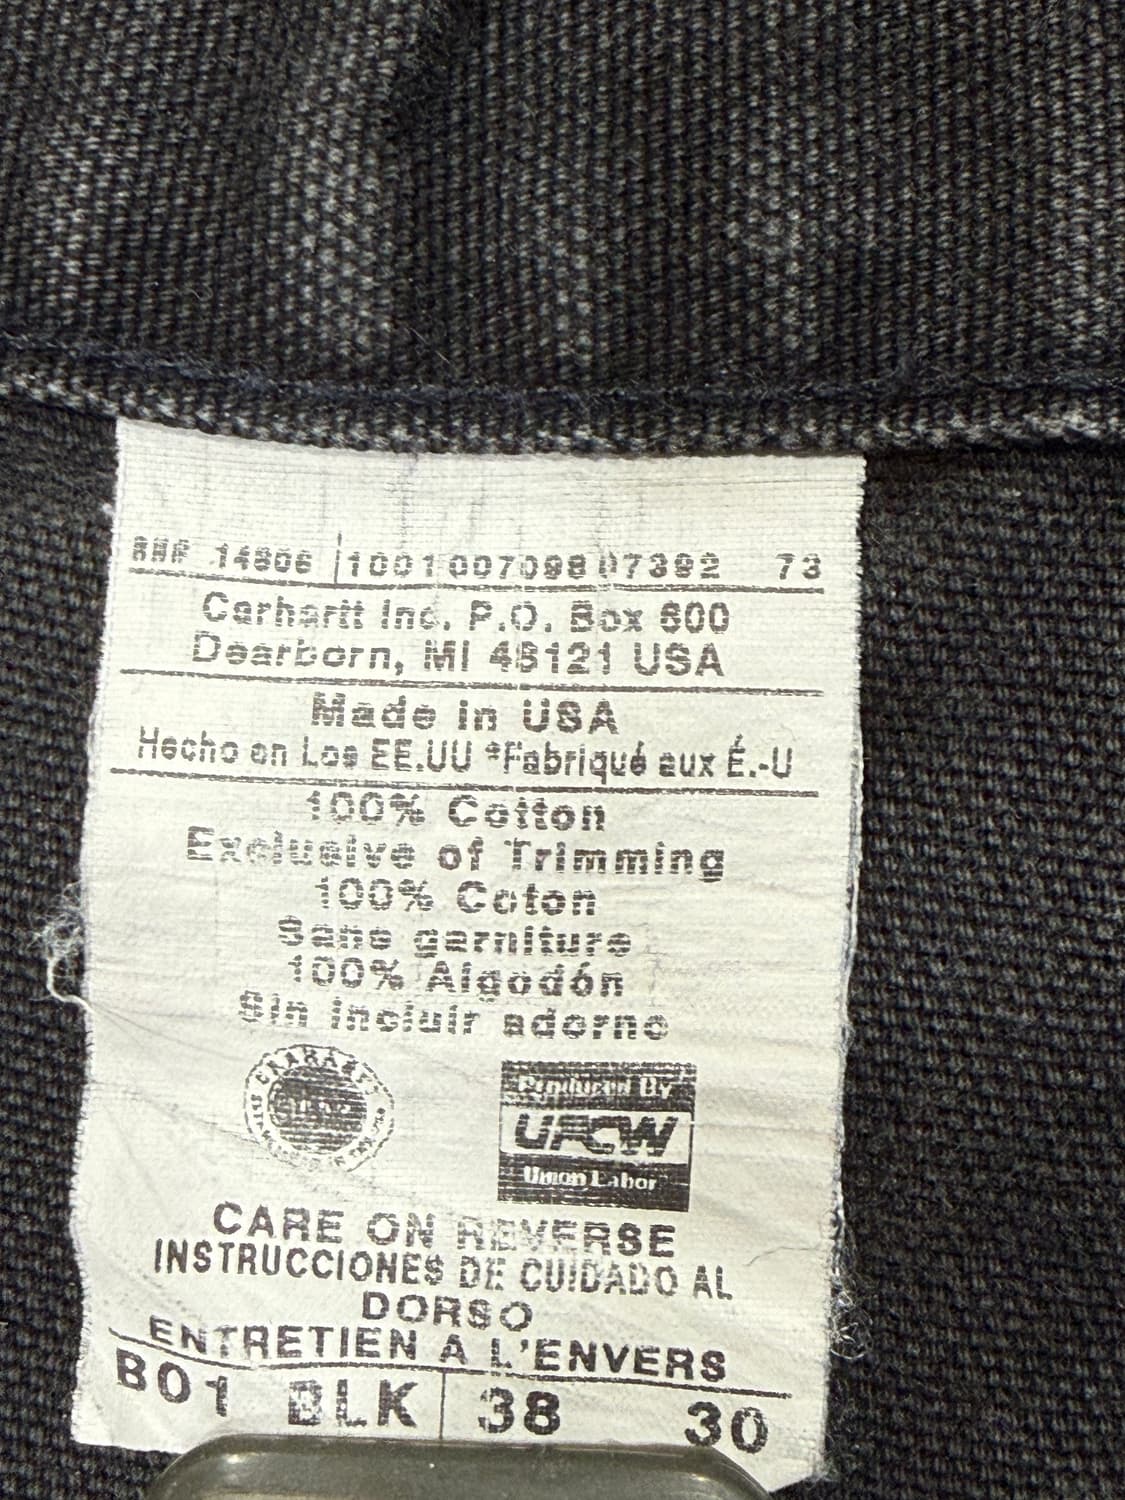 RN# 14806 1001007098 07392 73
Carhartt Inc. P.O. Box 600
Dearborn, MI 48121 USA
Made in USA
Hecho en Los EE.UU *Fabriqué aux É.-U
100% Cotton
Exclusive of Trimming
100% Coton
Sans garniture
100% Algodón
Sin incluir adorno
Produced By
UFCW
Union Labor
CARE ON REVERSE
INSTRUCCIONES DE CUIDADO AL
DORSO
ENTRETIEN A L'ENVERS
B01 BLK 38 30